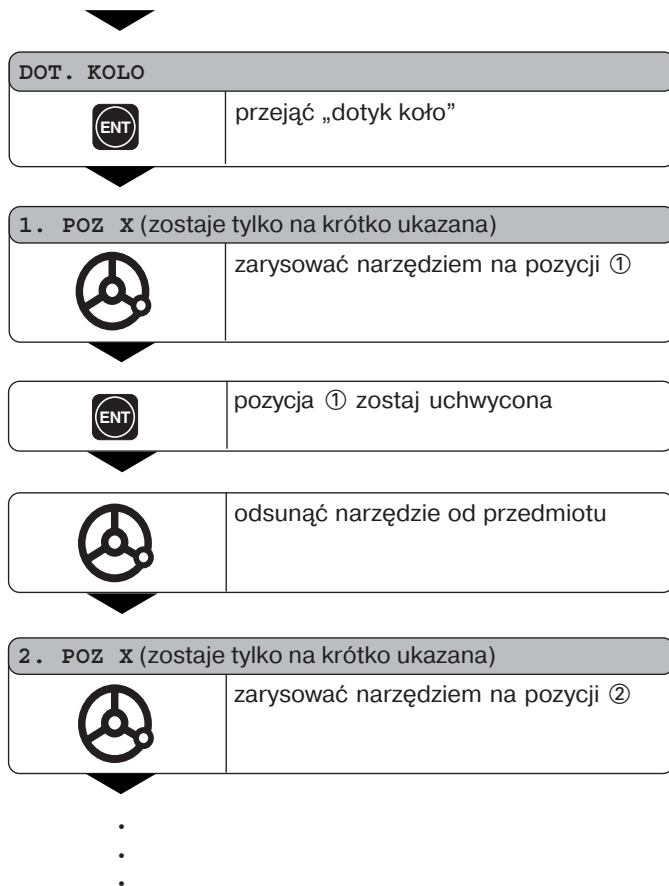 DOT. KOLO
ENT
przejąć „dotyk koło”
1. POZ X (zostaje tylko na krótko ukazana)
zarysować narzędziem na pozycji ①
ENT
pozycja ① zostaj uchwycona
odsunąć narzędzie od przedmiotu
2. POZ X (zostaje tylko na krótko ukazana)
zarysować narzędziem na pozycji ②
.
.
.